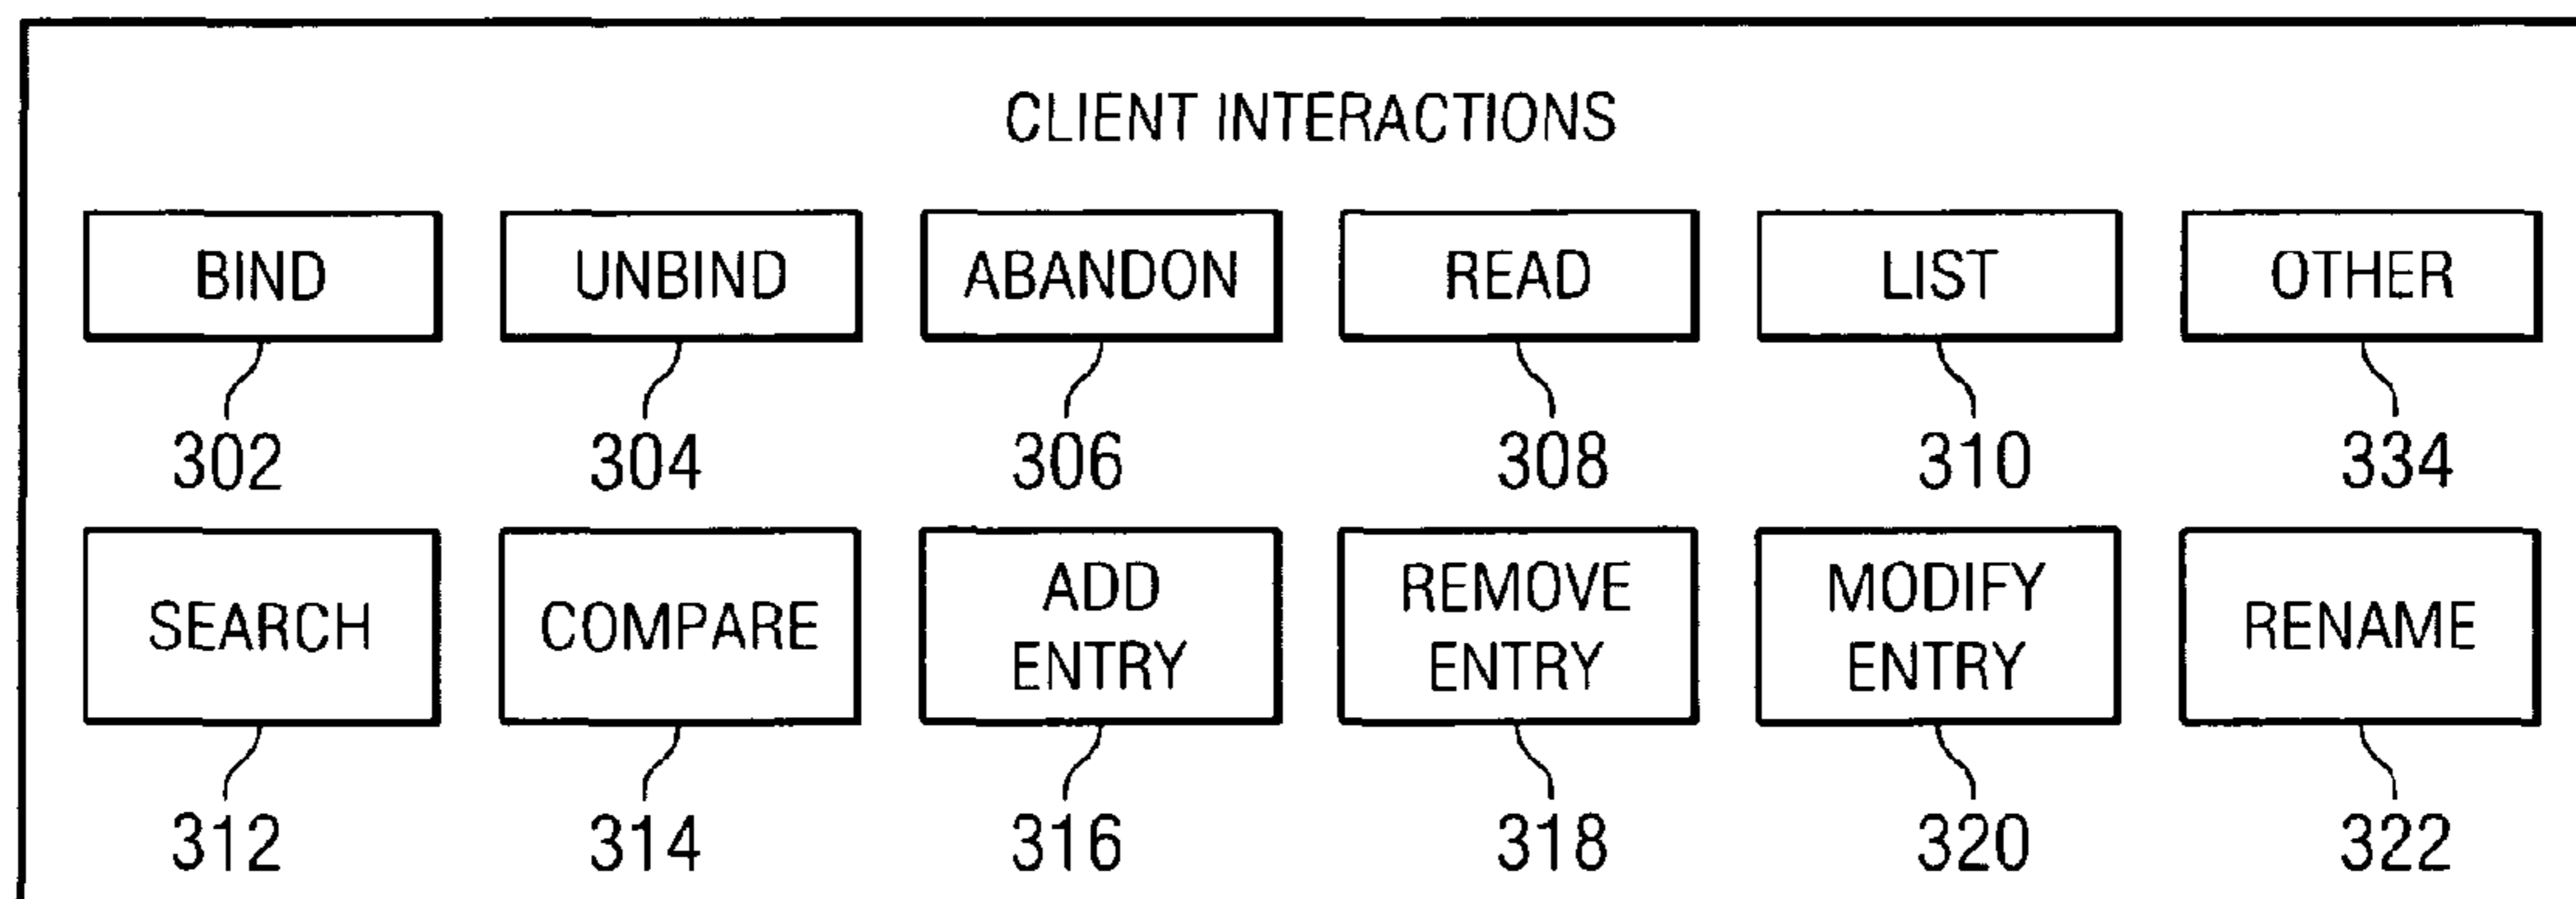 CLIENT INTERACTIONS
BIND UNBIND ABANDON READ LIST OTHER
302 304 306 308 310 334
SEARCH COMPARE ADD ENTRY REMOVE ENTRY MODIFY ENTRY RENAME
312 314 316 318 320 322